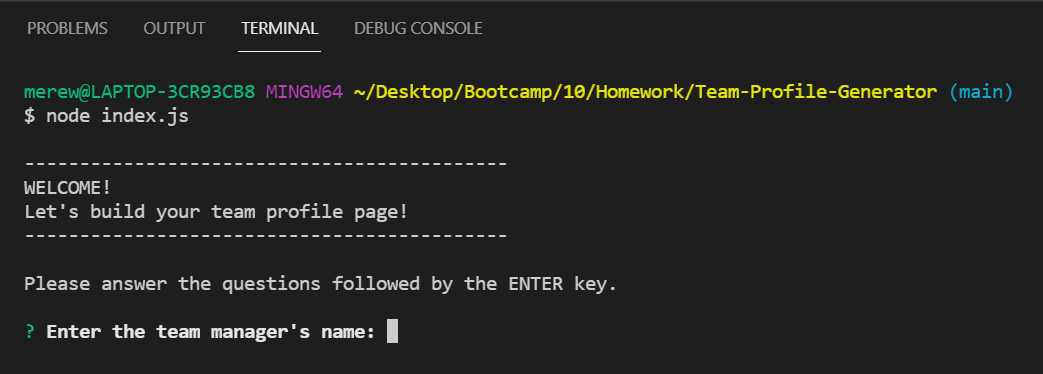 PROBLEMS OUTPUT TERMINAL DEBUG CONSOLE
merew@LAPTOP-3CR93CB8 MINGW64 ~/Desktop/Bootcamp/10/Homework/Team-Profile-Generator (main)
$ node index.js
--------------------------------------------
WELCOME!
Let's build your team profile page!
--------------------------------------------
Please answer the questions followed by the ENTER key.
? Enter the team manager's name: